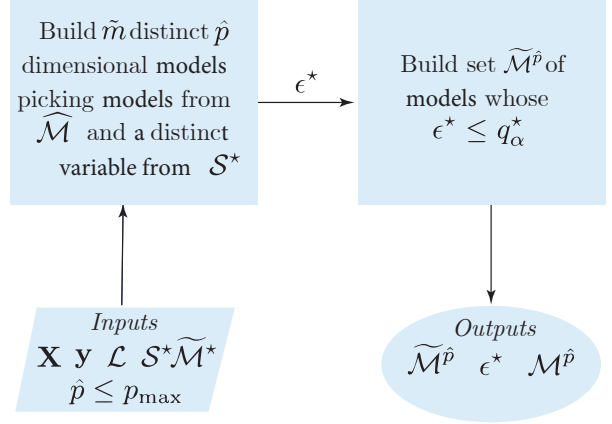 Build m̃ distinct p̂
dimensional models
picking models from
M̂ and a distinct
variable from S⋆
ϵ⋆
Build set M̃^p̂ of
models whose
ϵ⋆ ≤ q⋆_α
Inputs
X y L S⋆ M̃⋆
p̂ ≤ p_max
Outputs
M̃^p̂ ϵ⋆ M^p̂